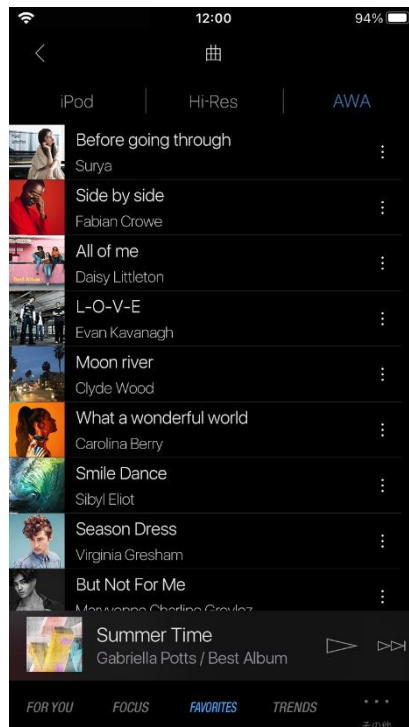 12:00
94%
曲
iPod
Hi-Res
AWA
Before going through
Surya
Side by side
Fabian Crowe
All of me
Daisy Littleton
L-O-V-E
Evan Kavanagh
Moon river
Clyde Wood
What a wonderful world
Carolina Berry
Smile Dance
Sibyl Eliot
Season Dress
Virginia Gresham
But Not For Me
Maryvonne Charline
Summer Time
Gabriella Potts / Best Album
FOR YOU
FOCUS
FAVORITES
TRENDS
その他